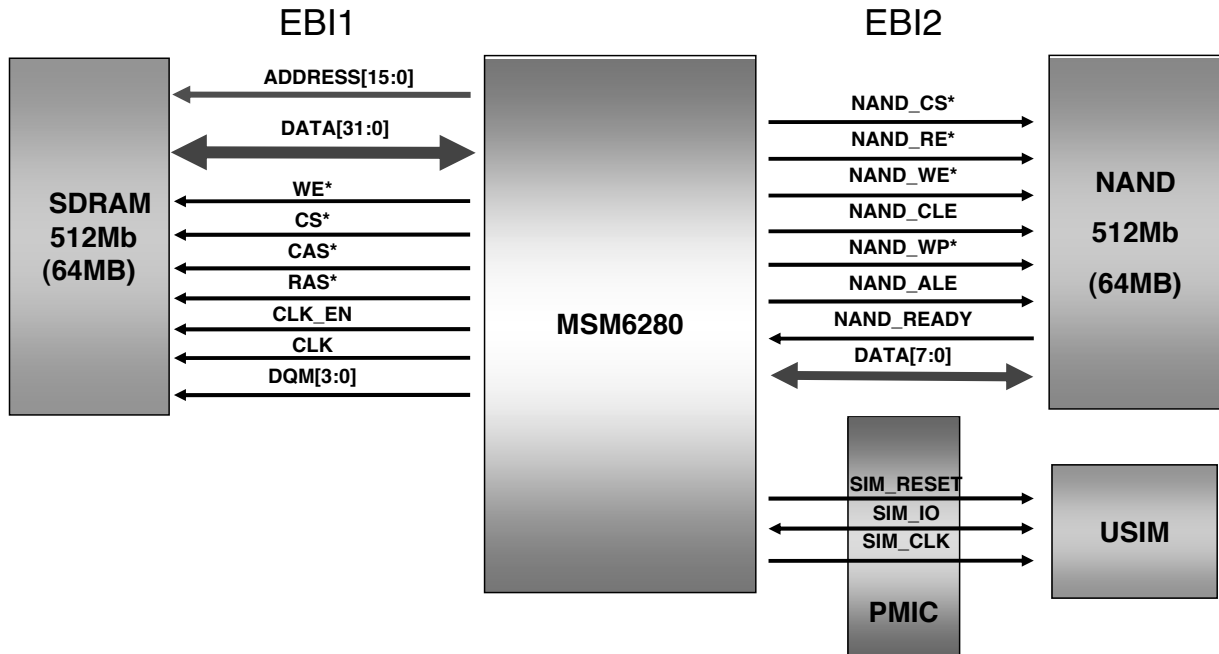 EBI1
EBI2
ADDRESS[15:0]
DATA[31:0]
WE*
CS*
CAS*
RAS*
CLK_EN
CLK
DQM[3:0]
SDRAM
512Mb
(64MB)
MSM6280
NAND_CS*
NAND_RE*
NAND_WE*
NAND_CLE
NAND_WP*
NAND_ALE
NAND_READY
DATA[7:0]
NAND
512Mb
(64MB)
SIM_RESET
SIM_IO
SIM_CLK
PMIC
USIM